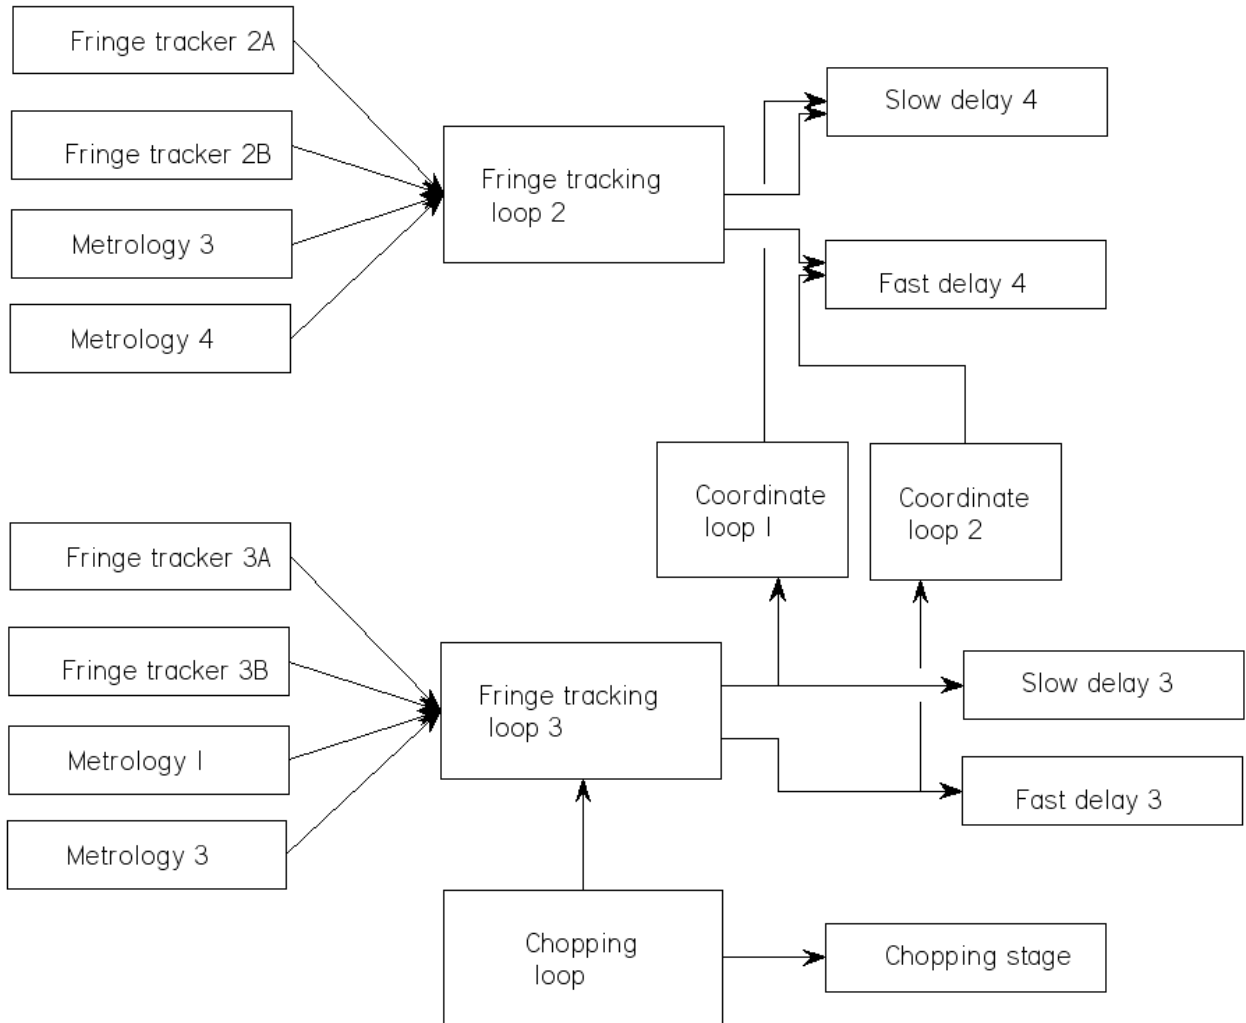 Fringe tracker 2A
Fringe tracker 2B
Metrology 3
Metrology 4
Fringe tracking
loop 2
Slow delay 4
Fast delay 4
Coordinate
loop 1
Coordinate
loop 2
Fringe tracker 3A
Fringe tracker 3B
Metrology 1
Metrology 3
Fringe tracking
loop 3
Slow delay 3
Fast delay 3
Chopping
loop
Chopping stage